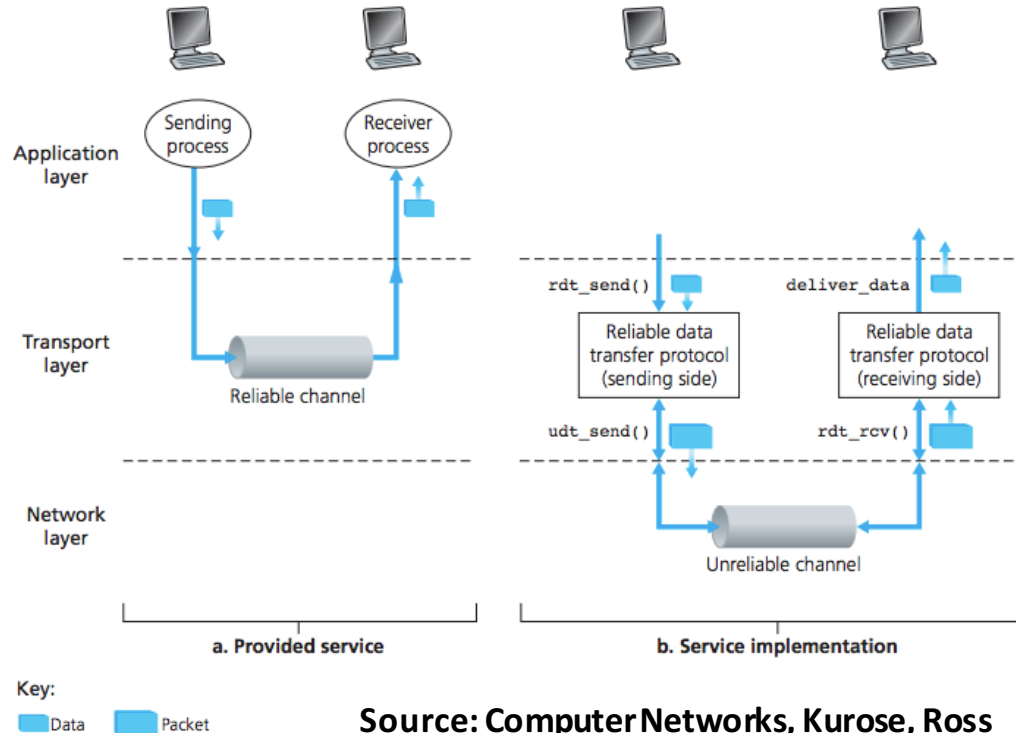 Sending
process
Receiver
process
Application
layer
rdt_send()
deliver_data
Transport
layer
Reliable channel
Reliable data
transfer protocol
(sending side)
Reliable data
transfer protocol
(receiving side)
udt_send()
rdt_rcv()
Network
layer
Unreliable channel
a. Provided service
b. Service implementation
Key:
Data
Packet
Source: Computer Networks, Kurose, Ross